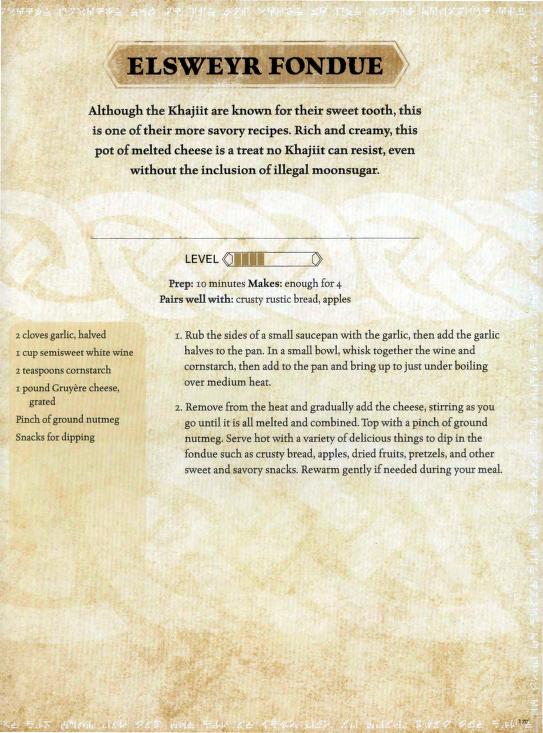 ELSWEYR FONDUE
Although the Khajiit are known for their sweet tooth, this
is one of their more savory recipes. Rich and creamy, this
pot of melted cheese is a treat no Khajiit can resist, even
without the inclusion of illegal moonsugar.
LEVEL
Prep: 10 minutes Makes: enough for 4
Pairs well with: crusty rustic bread, apples
2 cloves garlic, halved
1 cup semisweet white wine
2 teaspoons cornstarch
1 pound Gruyère cheese,
grated
Pinch of ground nutmeg
Snacks for dipping
1. Rub the sides of a small saucepan with the garlic, then add the garlic
halves to the pan. In a small bowl, whisk together the wine and
cornstarch, then add to the pan and bring up to just under boiling
over medium heat.
2. Remove from the heat and gradually add the cheese, stirring as you
go until it is all melted and combined. Top with a pinch of ground
nutmeg. Serve hot with a variety of delicious things to dip in the
fondue such as crusty bread, apples, dried fruits, pretzels, and other
sweet and savory snacks. Rewarm gently if needed during your meal.